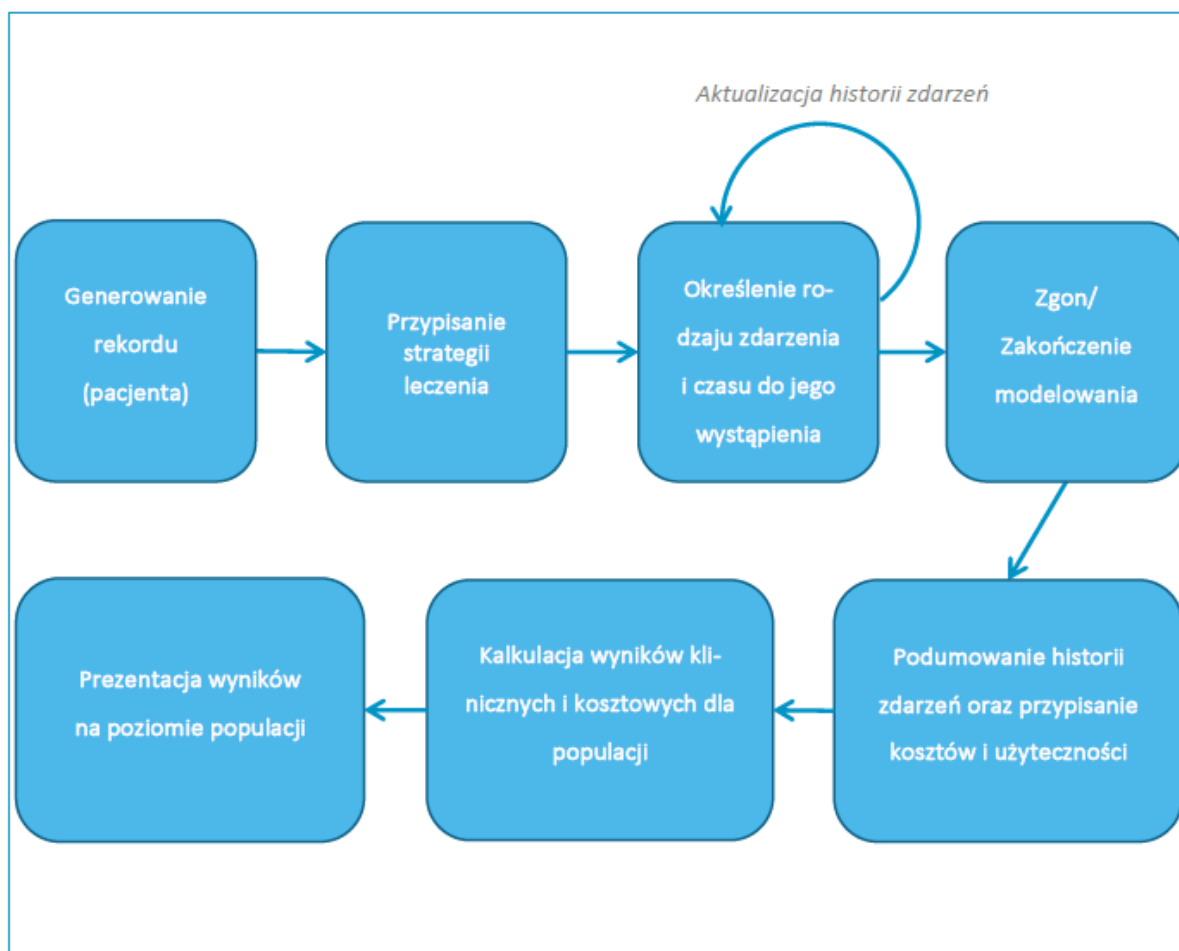 Aktualizacja historii zdarzeń
Generowanie
rekordu
(pacjenta)
Przypisanie
strategii
leczenia
Określenie ro-
dzaju zdarzenia
i czasu do jego
wystąpienia
Zgon/
Zakończenie
modelowania
Prezentacja wyników
na poziomie populacji
Kalkulacja wyników kli-
nicznych i kosztowych dla
populacji
Podumowanie historii
zdarzeń oraz przypisanie
kosztów i użyteczności